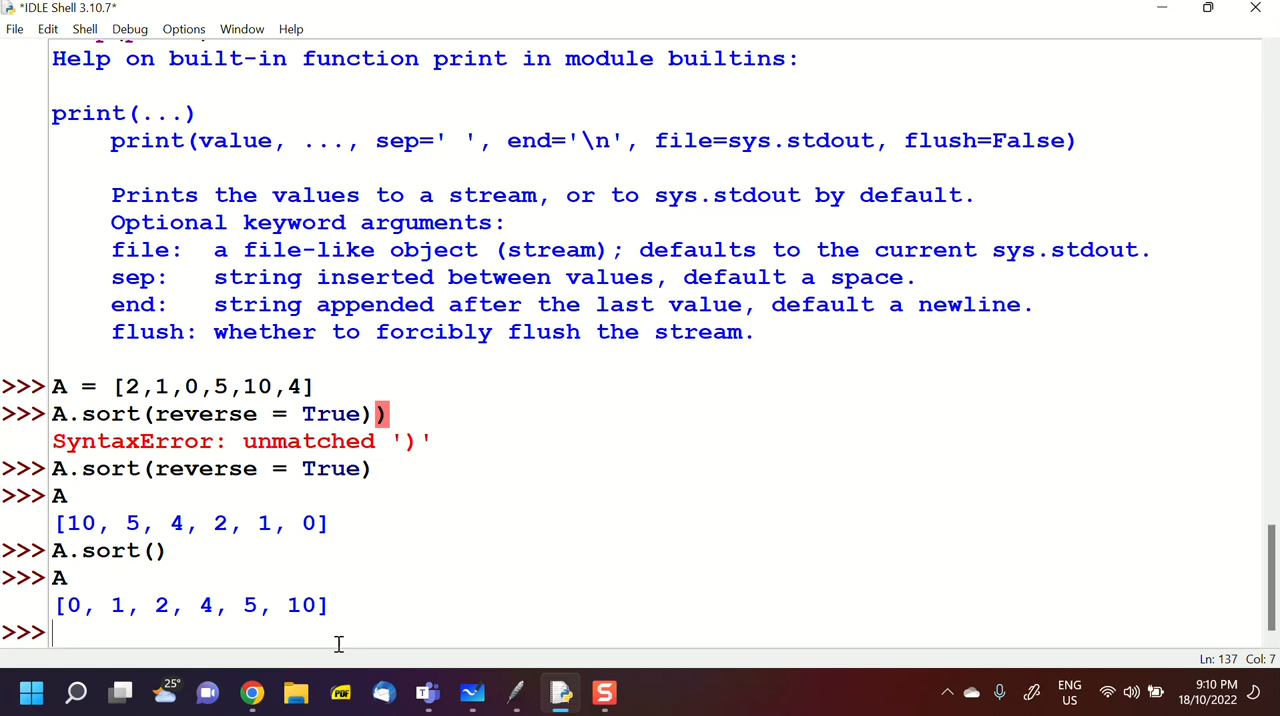 *IDLE Shell 3.10.7*
File Edit Shell Debug Options Window Help
Help on built-in function print in module builtins:
print(...)
print(value, ..., sep=' ', end='\n', file=sys.stdout, flush=False)
Prints the values to a stream, or to sys.stdout by default.
Optional keyword arguments:
file: a file-like object (stream); defaults to the current sys.stdout.
sep: string inserted between values, default a space.
end: string appended after the last value, default a newline.
flush: whether to forcibly flush the stream.
>>> A = [2,1,0,5,10,4]
>>> A.sort(reverse = True))
SyntaxError: unmatched ')'
>>> A.sort(reverse = True)
>>> A
[10, 5, 4, 2, 1, 0]
>>> A.sort()
>>> A
[0, 1, 2, 4, 5, 10]
>>>
Ln: 137 Col: 7
25°
PDF
S
ENG
US
9:10 PM
18/10/2022